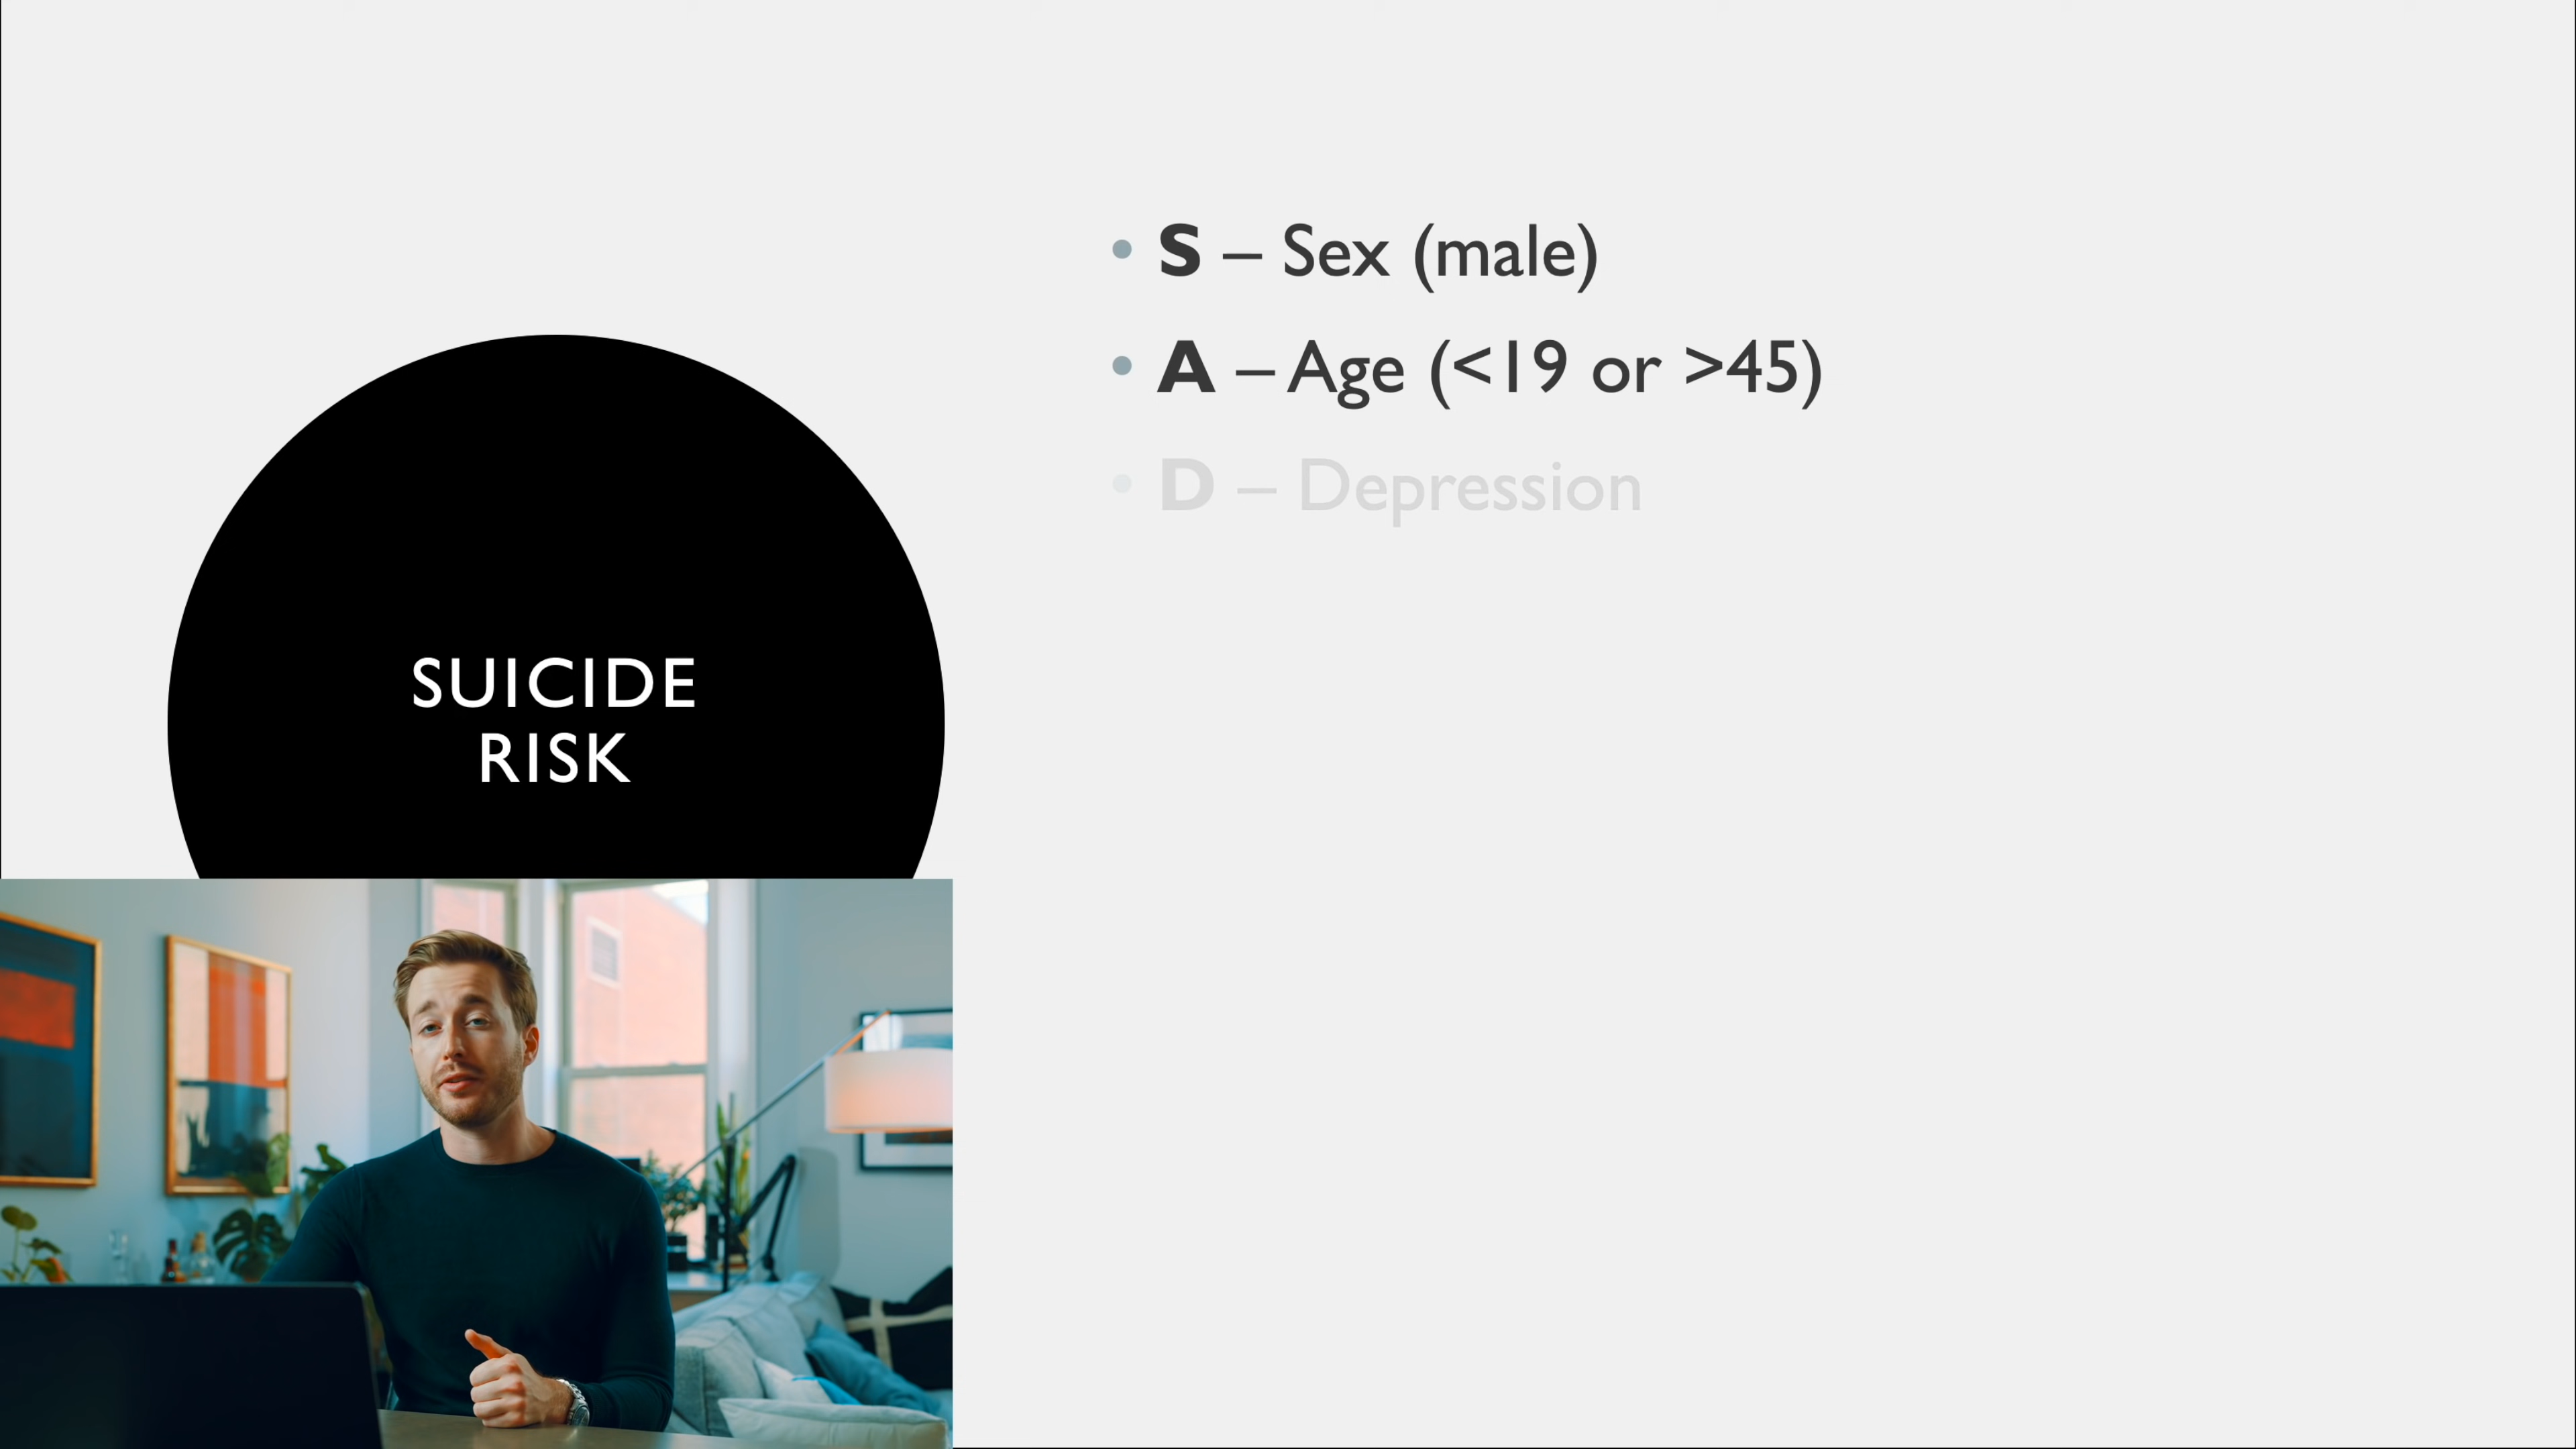 SUICIDE
RISK
• S – Sex (male)
• A – Age (<19 or >45)
• D – Depression